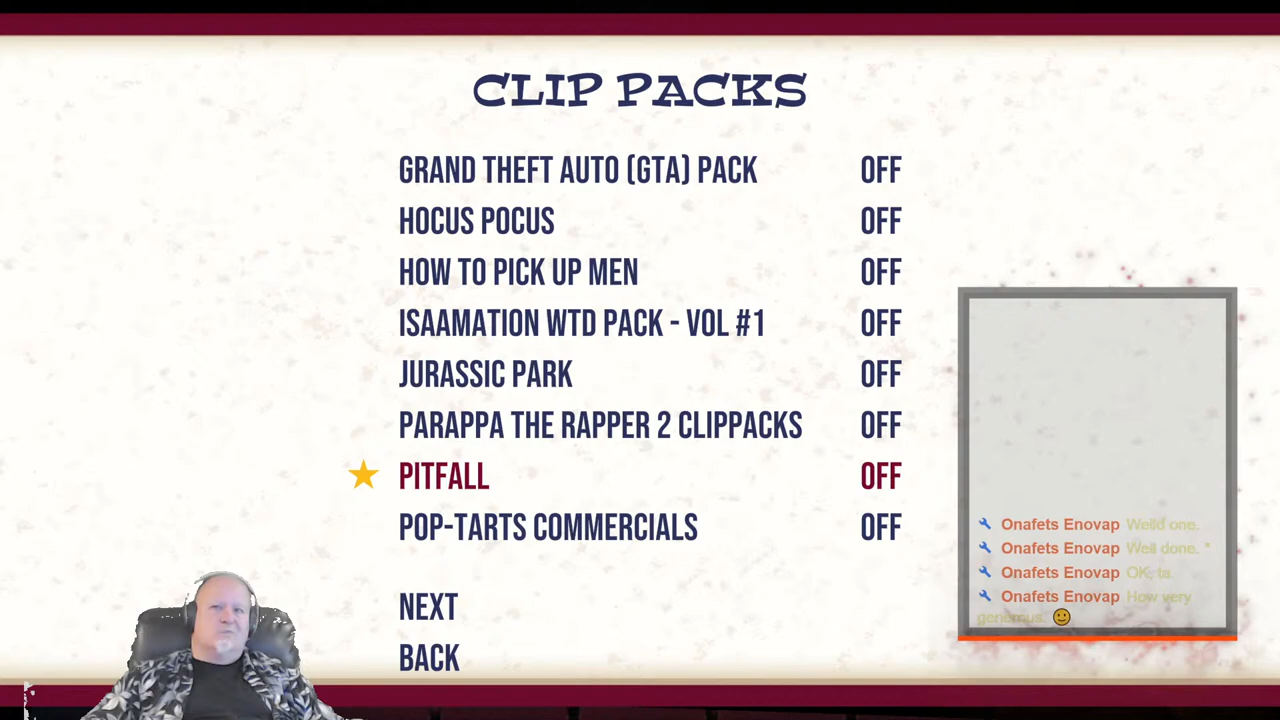 CLIP PACKS
GRAND THEFT AUTO (GTA) PACK OFF
HOCUS POCUS OFF
HOW TO PICK UP MEN OFF
ISAAMATION WTD PACK - VOL #1 OFF
JURASSIC PARK OFF
PARAPPA THE RAPPER 2 CLIPPACKS OFF
PITFALL OFF
POP-TARTS COMMERCIALS OFF
NEXT
BACK
Onafets Enovap Welld one.
Onafets Enovap Well done. *
Onafets Enovap OK, ta.
Onafets Enovap How very
generous.